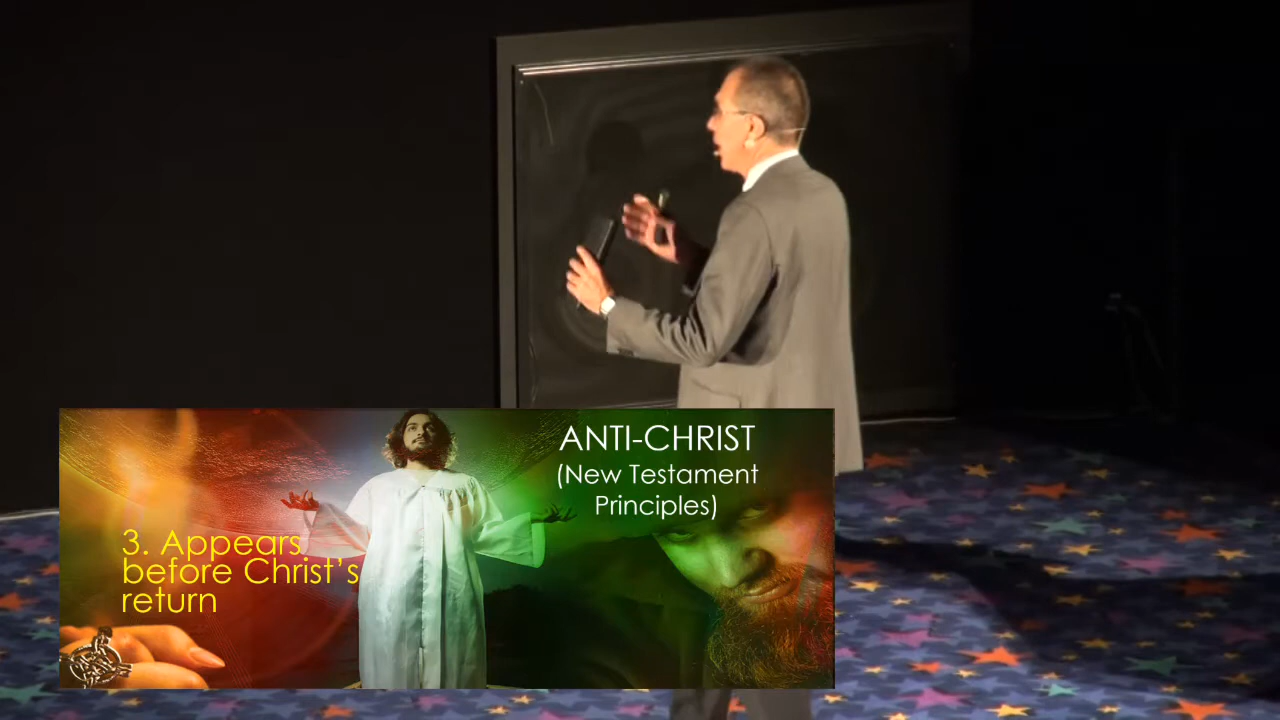 ANTI-CHRIST
(New Testament
Principles)
3. Appears
before Christ's
return